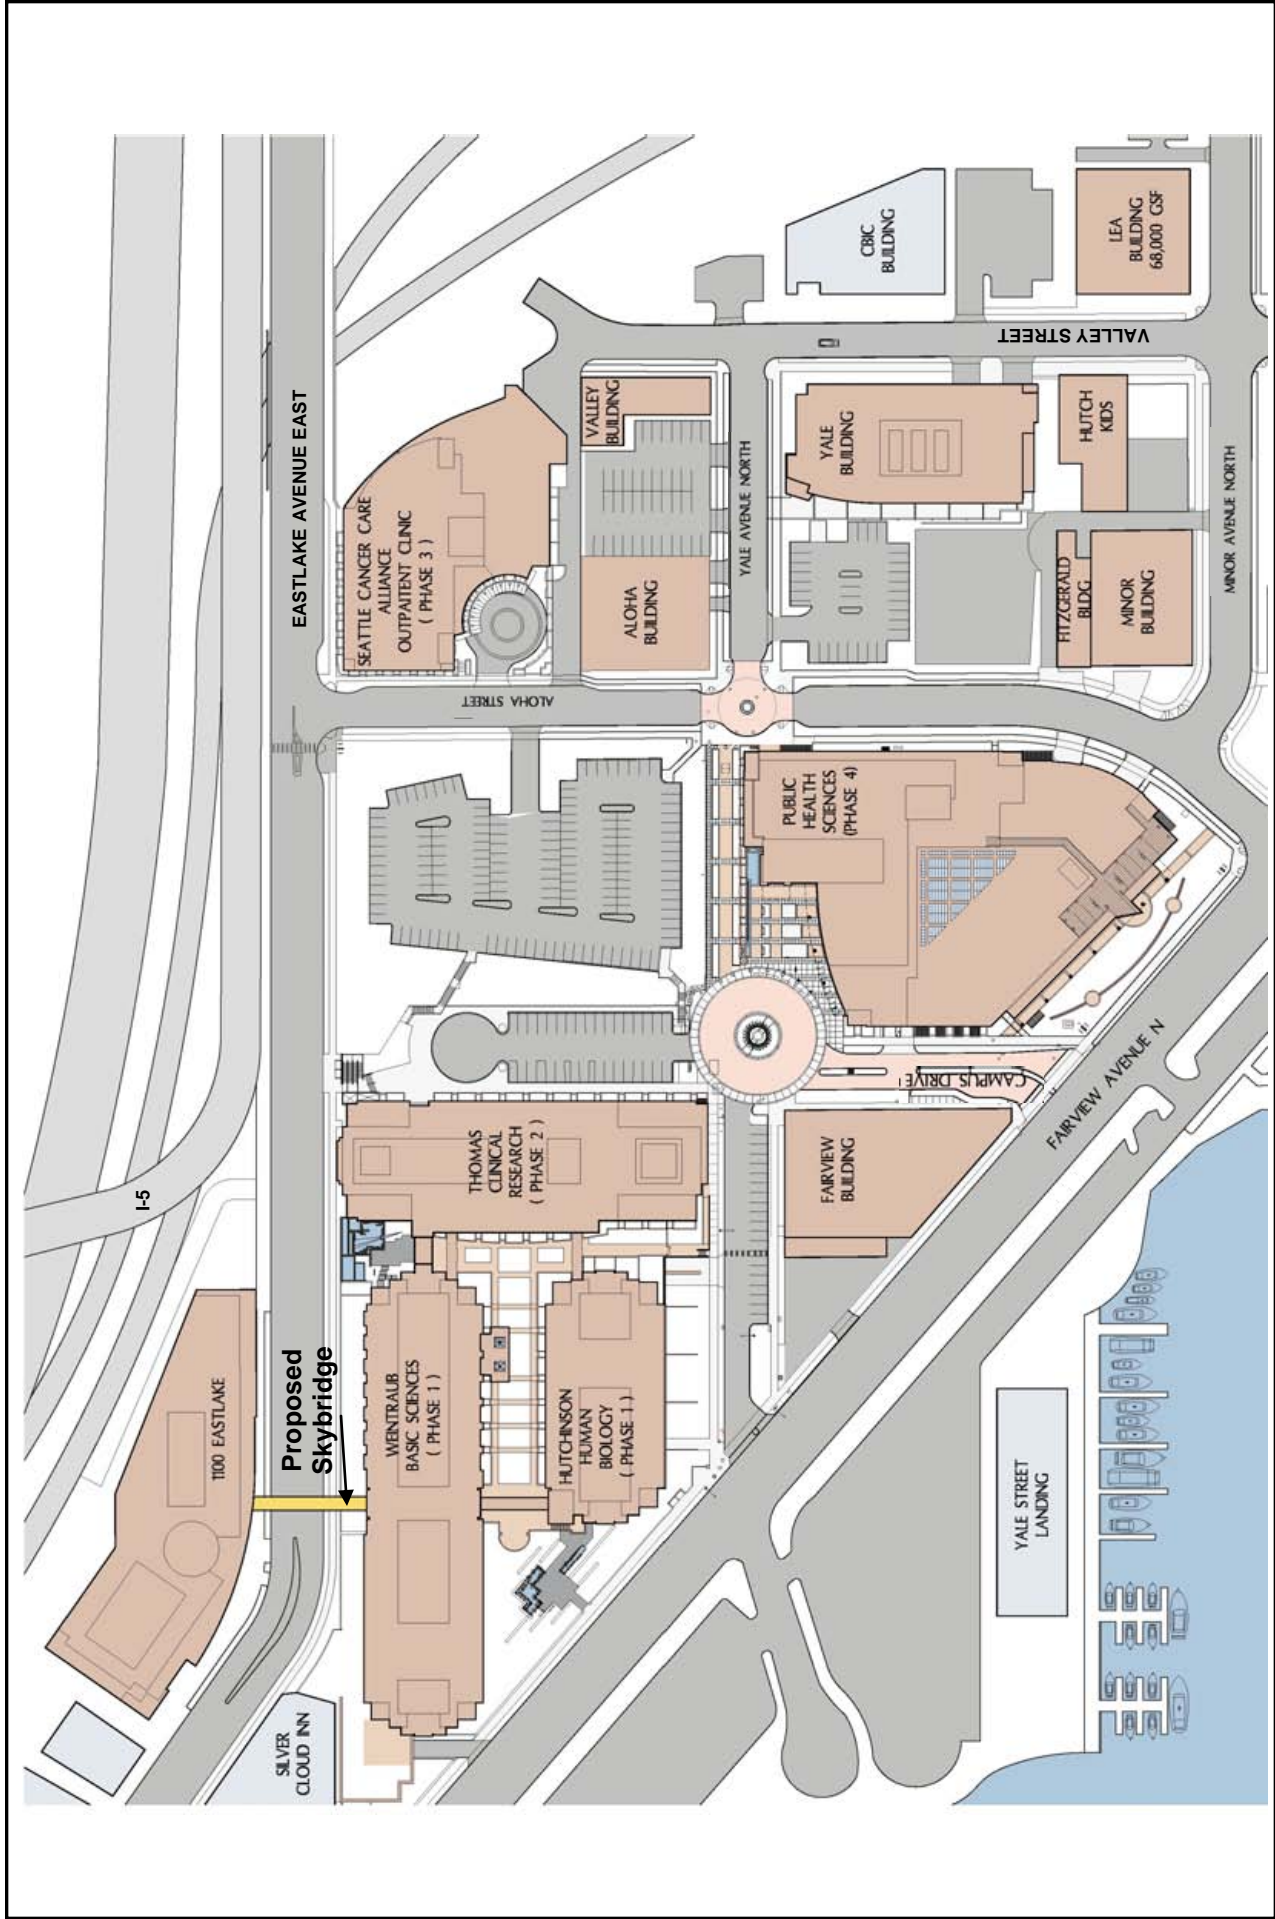 I-5
EASTLAKE AVENUE EAST
1100 EASTLAKE
Proposed
Skybridge
SILVER
CLOUD INN
WEINTRAUB
BASIC SCIENCES
( PHASE 1 )
HUTCHINSON
HUMAN
BIOLOGY
( PHASE 1 )
THOMAS
CLINICAL
RESEARCH
( PHASE 2 )
SEATTLE CANCER CARE
ALLIANCE
OUTPAITENT CLINIC
( PHASE 3 )
ALOHA STREET
VALLEY
BUILDING
ALOHA
BUILDING
YALE AVENUE NORTH
YALE
BUILDING
CBIC
BUILDING
LEA
BUILDING
68,000 GSF
VALLEY STREET
HUTCH
KIDS
FITZGERALD
BLDG
MINOR
BUILDING
MINOR AVENUE NORTH
PUBLIC
HEALTH
SCIENCES
(PHASE 4)
CAMPUS DRIVE
FAIRVIEW
BUILDING
FAIRVIEW AVENUE N
YALE STREET
LANDING